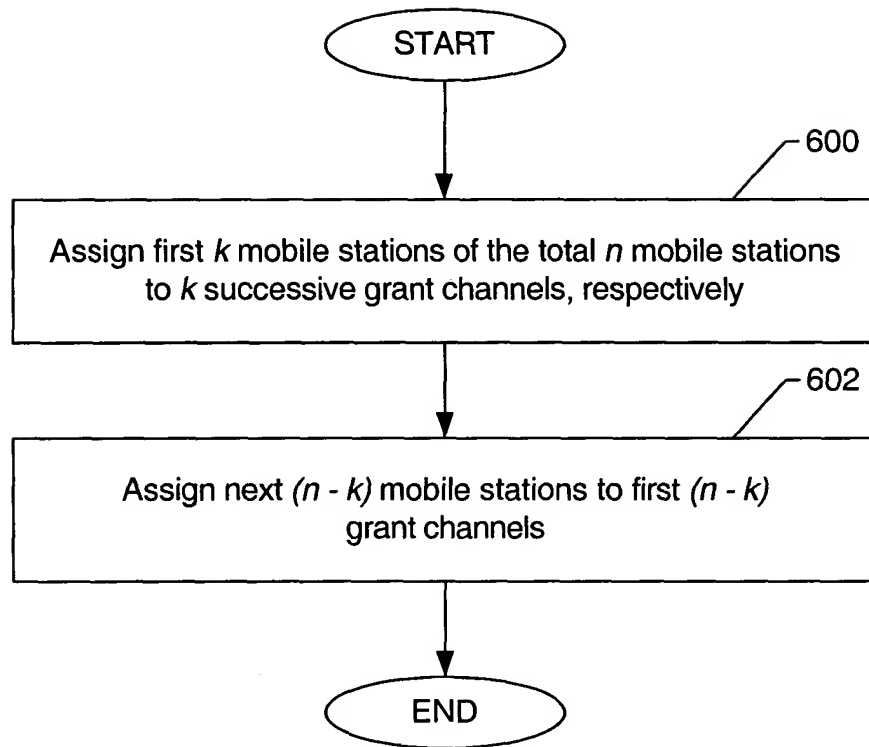 START
600
Assign first k mobile stations of the total n mobile stations
to k successive grant channels, respectively
602
Assign next (n - k) mobile stations to first (n - k)
grant channels
END